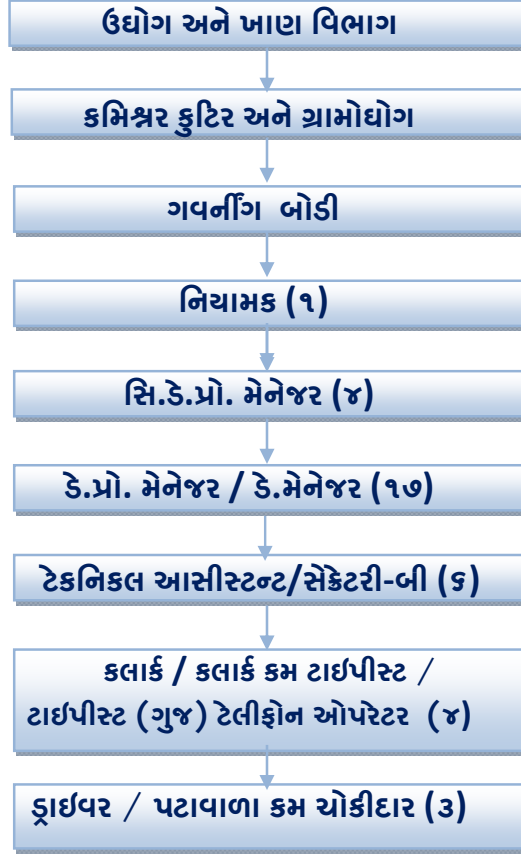 ઉદ્યોગ અને ખાણ વિભાગ
કમિશ્નર કુટિર અને ગ્રામોદ્યોગ
ગવર્નીંગ બોડી
નિયામક (૧)
સિ.ડે.પ્રો. મેનેજર (૪)
ડે.પ્રો. મેનેજર / ડે.મેનેજર (૧૭)
ટેકનિકલ આસીસ્ટન્ટ/સેક્રેટરી-બી (૬)
કલાર્ક / કલાર્ક કમ ટાઇપીસ્ટ /
ટાઇપીસ્ટ (ગુજ) ટેલીફોન ઓપરેટર (૪)
ડ્રાઇવર / પટાવાળા કમ ચોકીદાર (૩)